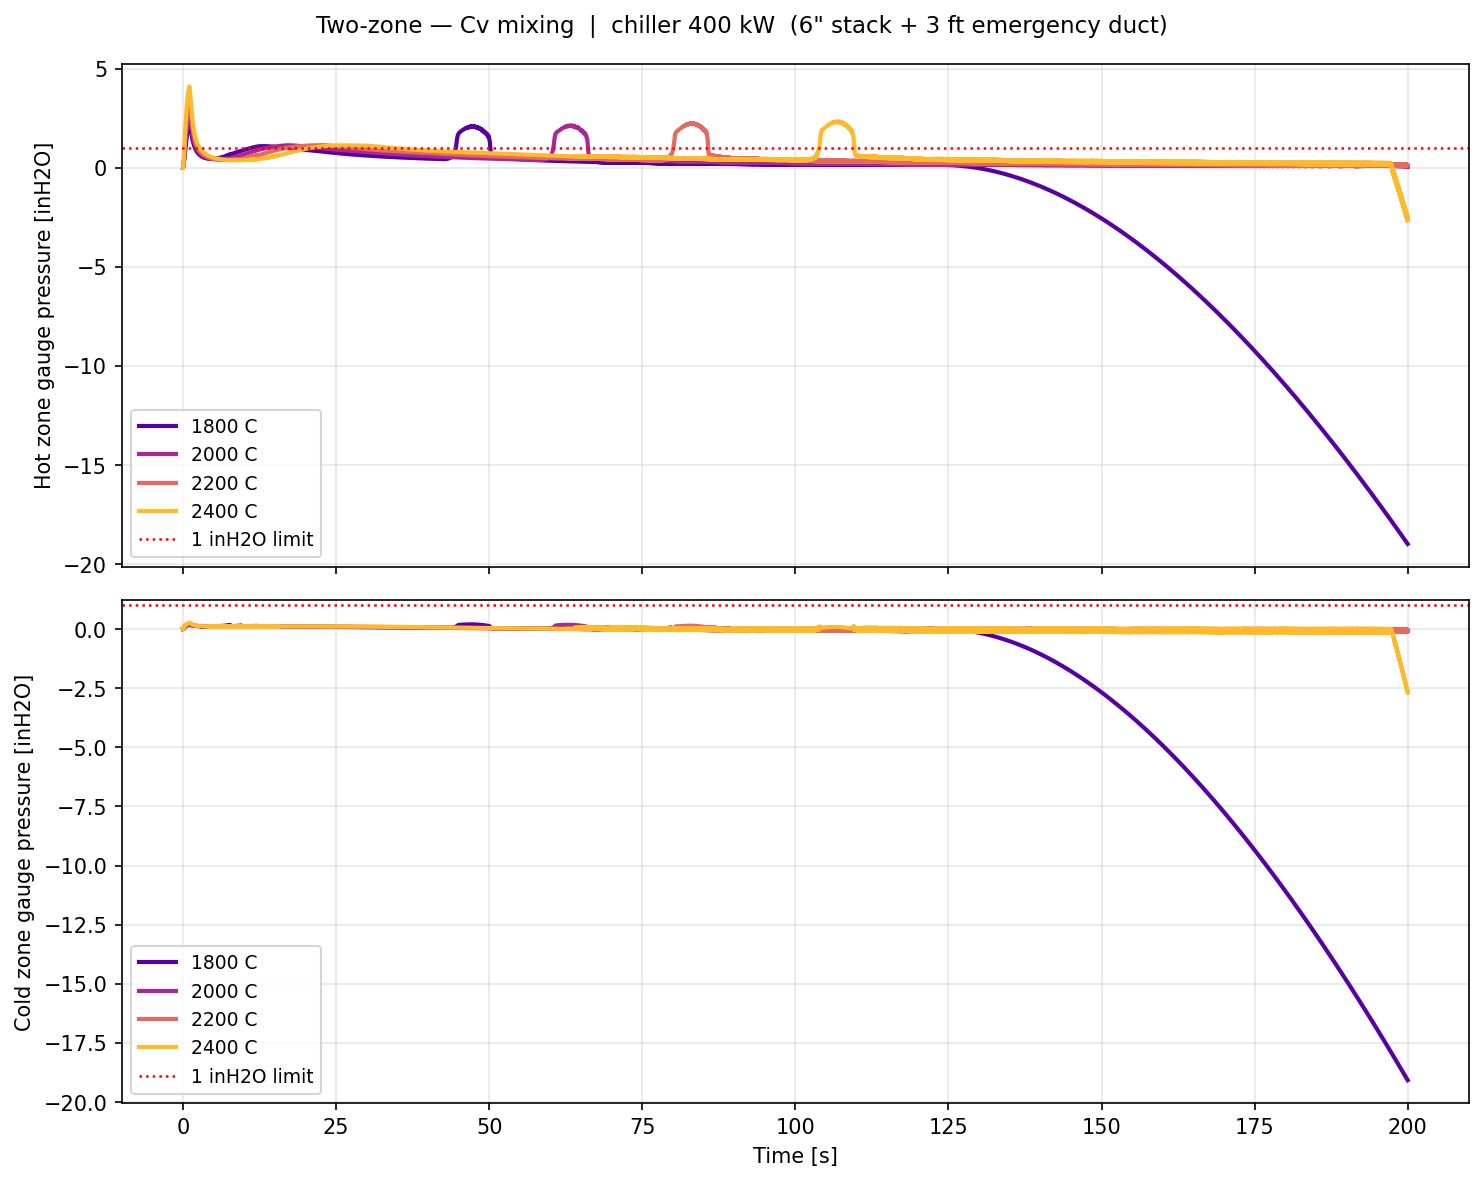 Two-zone — Cv mixing  |  chiller 400 kW  (6" stack + 3 ft emergency duct)
Hot zone gauge pressure [inH2O]
5
0
−5
−10
−15
−20
1800 C
2000 C
2200 C
2400 C
1 inH2O limit
Cold zone gauge pressure [inH2O]
0.0
−2.5
−5.0
−7.5
−10.0
−12.5
−15.0
−17.5
−20.0
1800 C
2000 C
2200 C
2400 C
1 inH2O limit
0 25 50 75 100 125 150 175 200
Time [s]